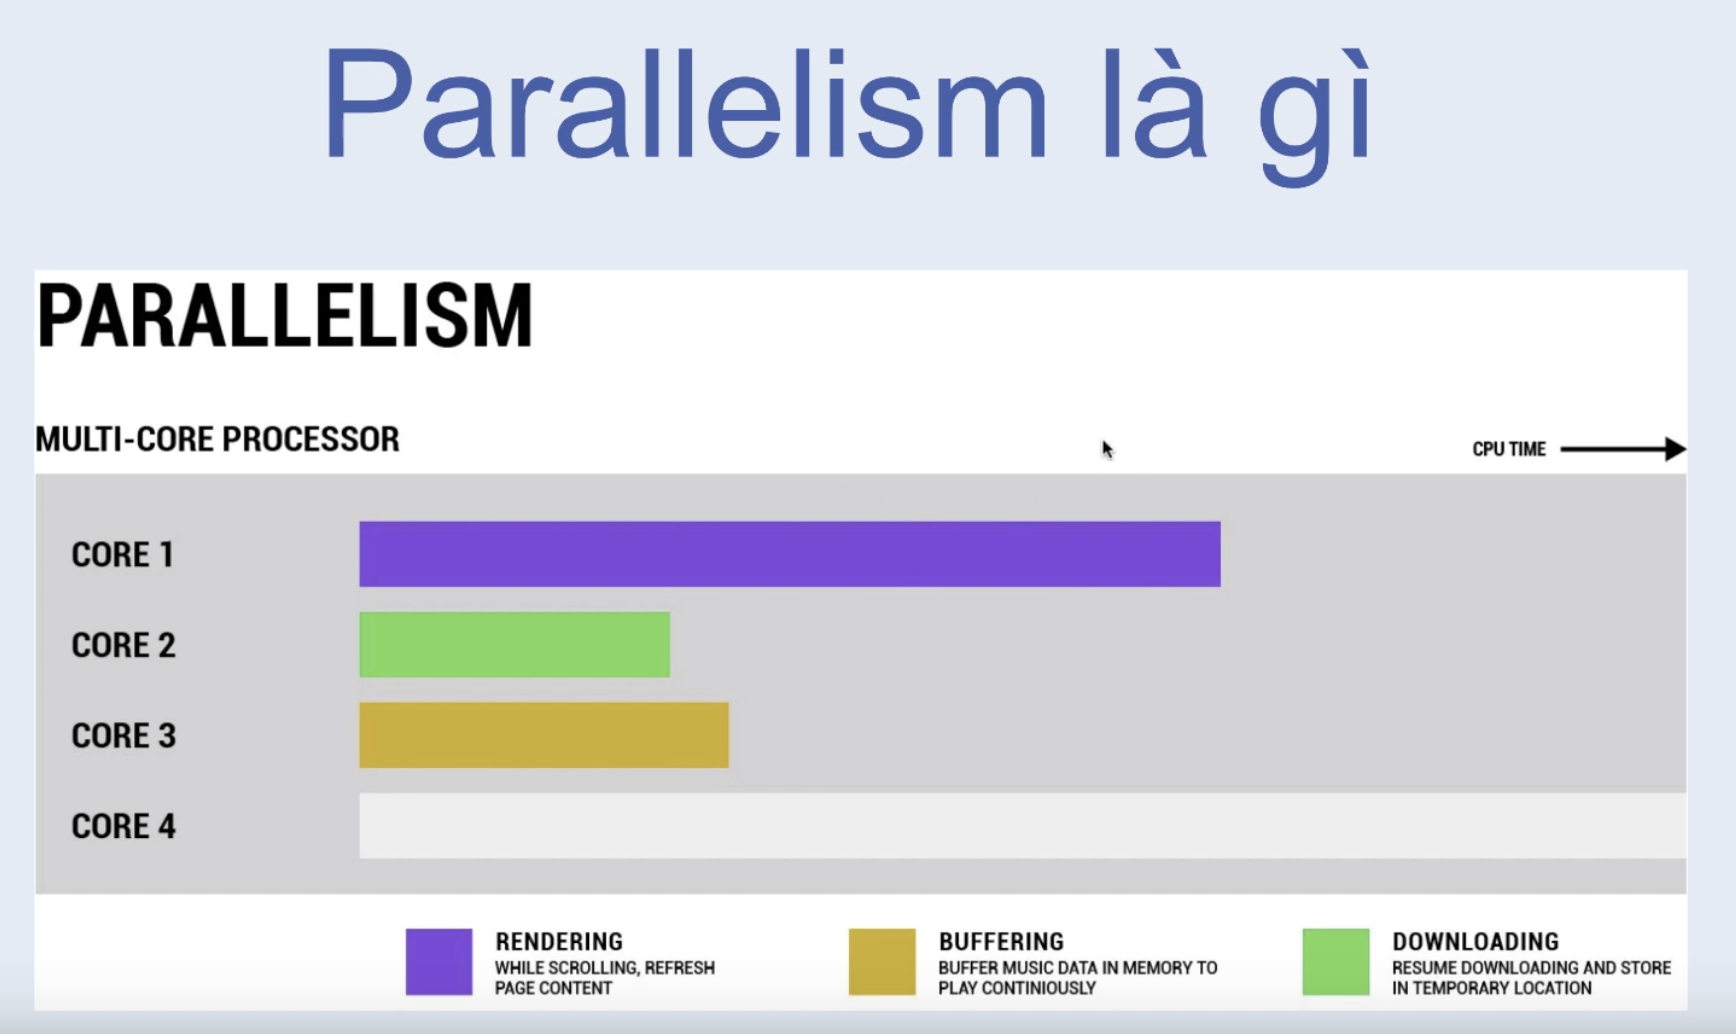 Parallelism là gì
PARALLELISM
MULTI-CORE PROCESSOR
CPU TIME
CORE 1
CORE 2
CORE 3
CORE 4
RENDERING
WHILE SCROLLING, REFRESH
PAGE CONTENT
BUFFERING
BUFFER MUSIC DATA IN MEMORY TO
PLAY CONTINIOUSLY
DOWNLOADING
RESUME DOWNLOADING AND STORE
IN TEMPORARY LOCATION